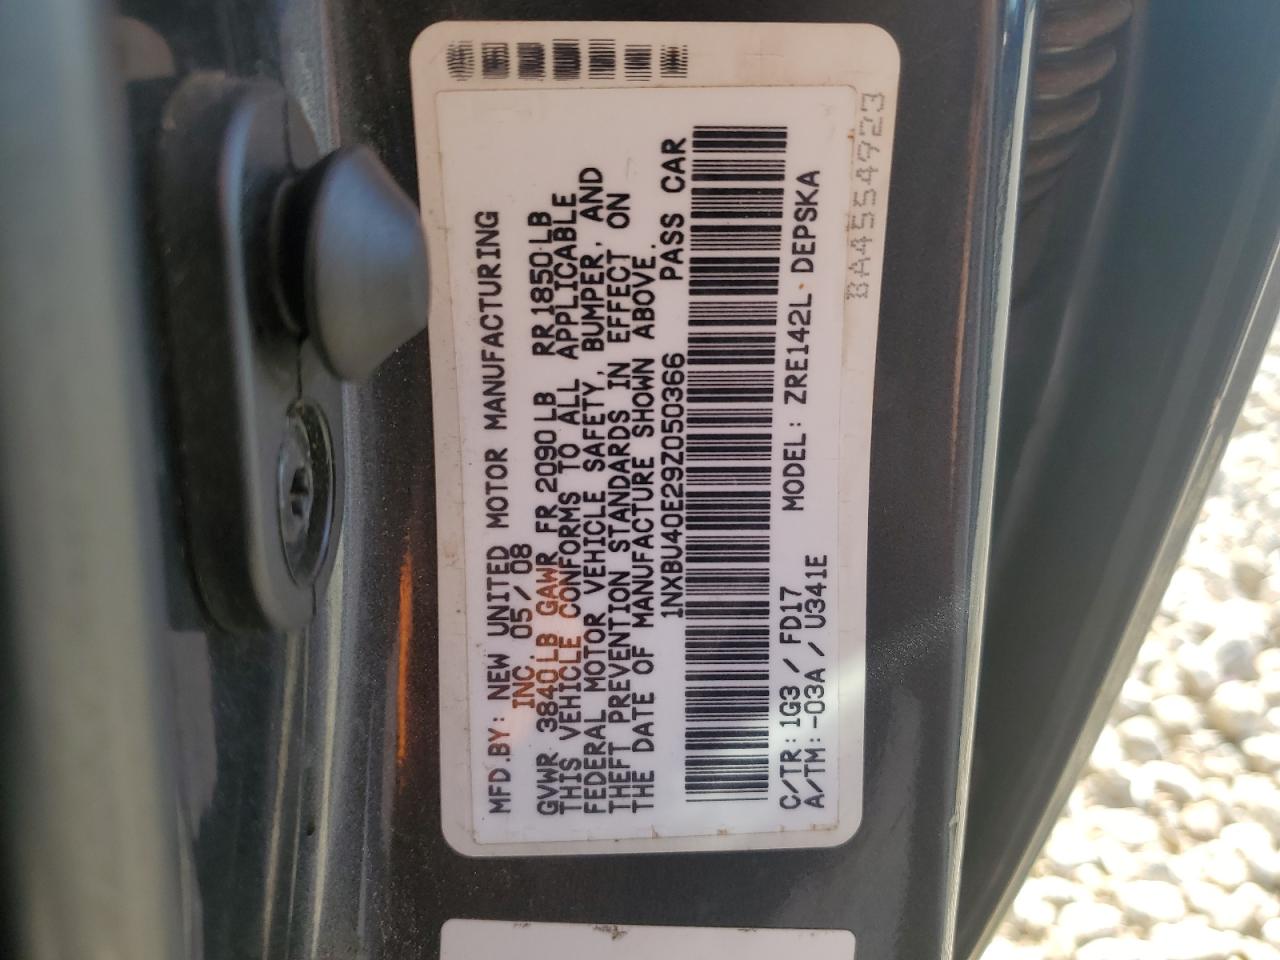 MFD.BY: NEW UNITED MOTOR MANUFACTURING
INC. 05/08
GVWR 3840LB GAWR FR 2090LB RR1850LB
THIS VEHICLE CONFORMS TO ALL APPLICABLE
FEDERAL MOTOR VEHICLE SAFETY, BUMPER, AND
THEFT PREVENTION STANDARDS IN EFFECT ON
THE DATE OF MANUFACTURE SHOWN ABOVE.
1NXBU40E29Z050366 PASS CAR
MODEL: ZRE142L-DEPSKA
C/TR: 1G3/FD17
A/TM:-03A/U341E
BA4554923